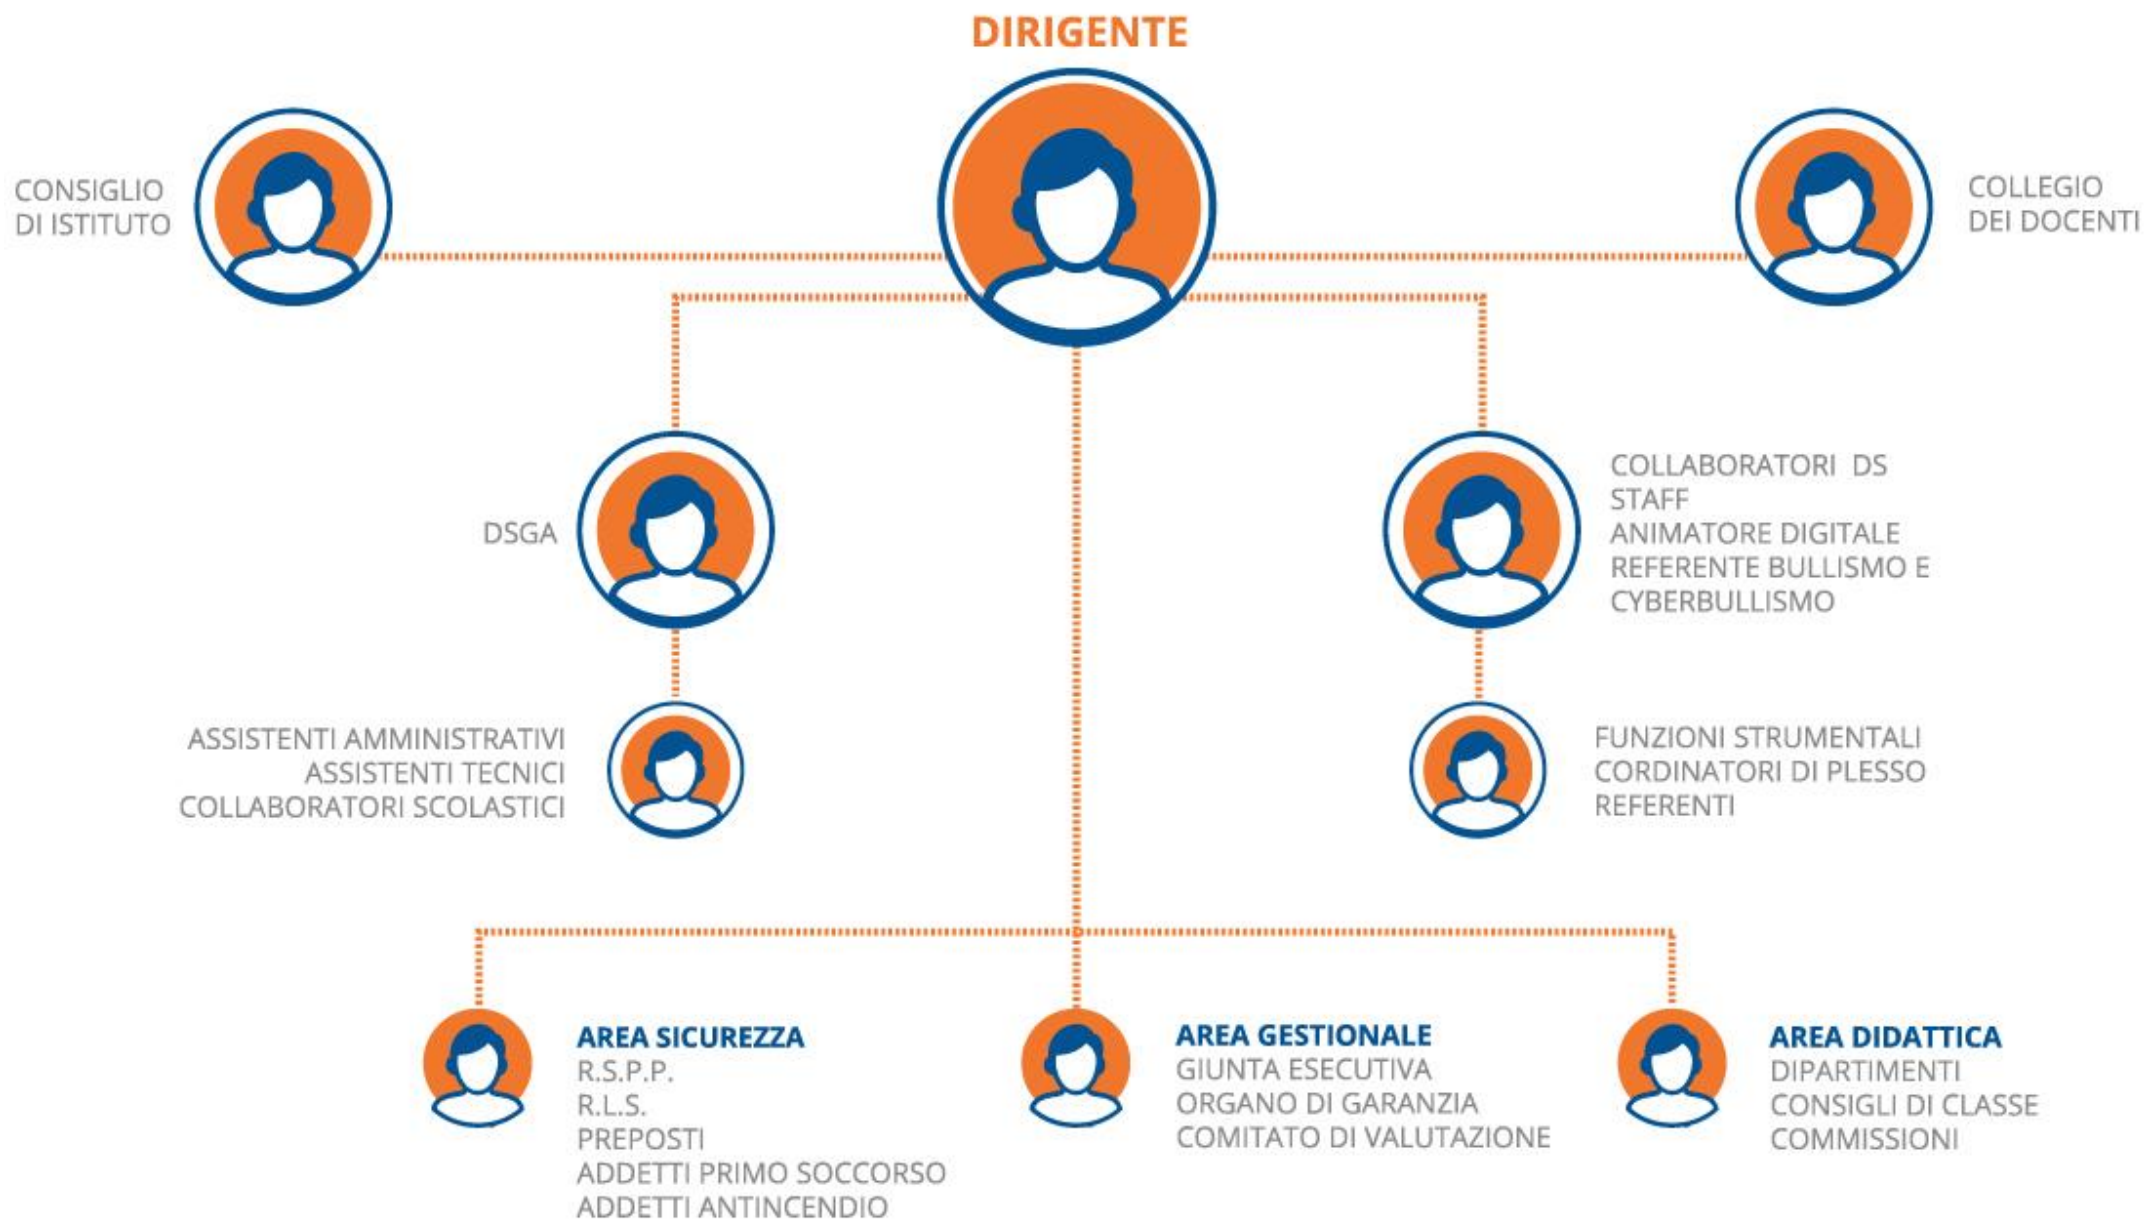 DIRIGENTE
CONSIGLIO
DI ISTITUTO
COLLEGIO
DEI DOCENTI
DSGA
COLLABORATORI DS
STAFF
ANIMATORE DIGITALE
REFERENTE BULLISMO E
CYBERBULLISMO
ASSISTENTI AMMINISTRATIVI
ASSISTENTI TECNICI
COLLABORATORI SCOLASTICI
FUNZIONI STRUMENTALI
CORDINATORI DI PLESSO
REFERENTI
AREA SICUREZZA
R.S.P.P.
R.L.S.
PREPOSTI
ADDETTI PRIMO SOCCORSO
ADDETTI ANTINCENDIO
AREA GESTIONALE
GIUNTA ESECUTIVA
ORGANO DI GARANZIA
COMITATO DI VALUTAZIONE
AREA DIDATTICA
DIPARTIMENTI
CONSIGLI DI CLASSE
COMMISSIONI